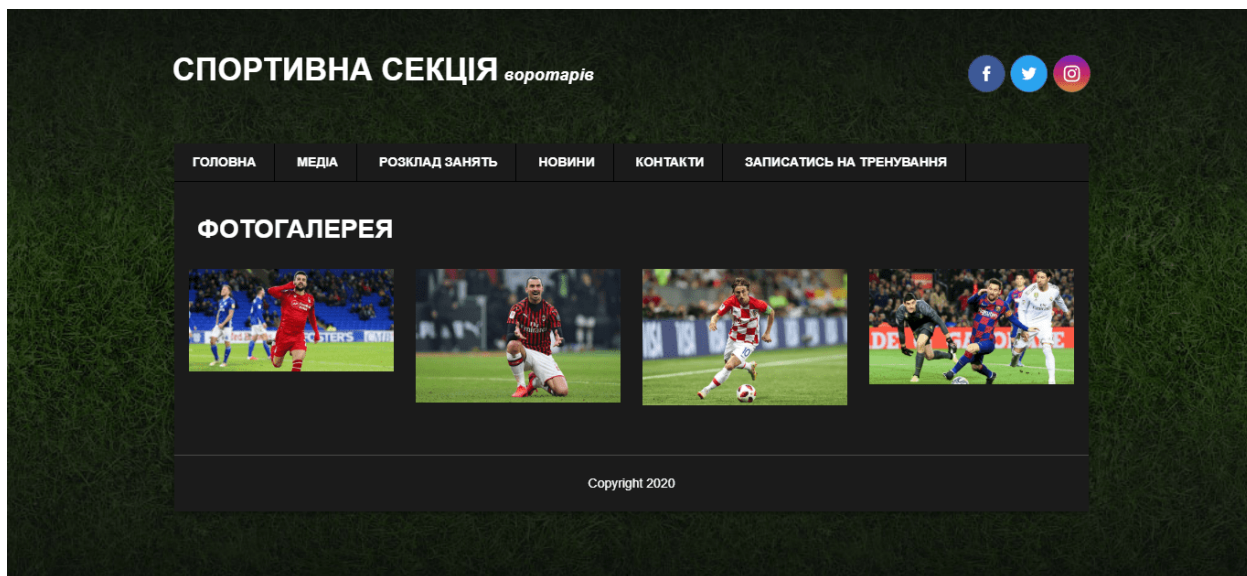 СПОРТИВНА СЕКЦІЯ воротарів
ГОЛОВНА МЕДІА РОЗКЛАД ЗАНЯТЬ НОВИНИ КОНТАКТИ ЗАПИСАТИСЬ НА ТРЕНУВАННЯ
ФОТОГАЛЕРЕЯ
Copyright 2020